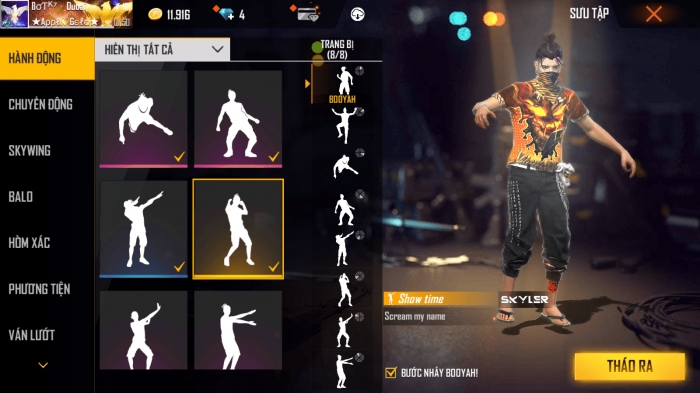 11.916
4
SƯU TẬP
HÀNH ĐỘNG
HIỂN THỊ TẤT CẢ
TRANG BỊ
(8/8)
BOOYAH
CHUYỂN ĐỘNG
SKYWING
BALO
HÒM XÁC
PHƯƠNG TIỆN
VÁN LƯỚT
Show time
SKYLER
Scream my name
BƯỚC NHẢY BOOYAH!
THÁO RA